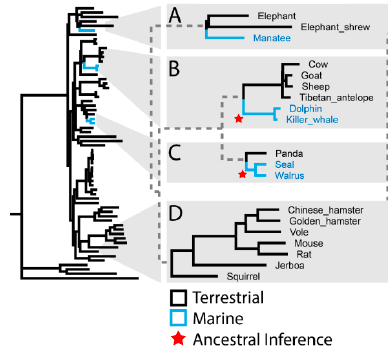 A
Elephant
Elephant_shrew
Manatee
B
Cow
Goat
Sheep
Tibetan_antelope
Dolphin
Killer_whale
C
Panda
Seal
Walrus
D
Chinese_hamster
Golden_hamster
Vole
Mouse
Rat
Jerboa
Squirrel
Terrestrial
Marine
Ancestral Inference